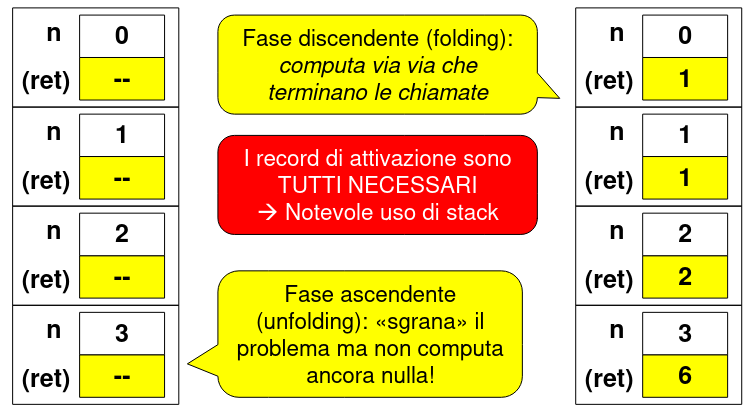 n 0
(ret) --
n 1
(ret) --
n 2
(ret) --
n 3
(ret) --
Fase discendente (folding):
computa via via che
terminano le chiamate
I record di attivazione sono
TUTTI NECESSARI
→ Notevole uso di stack
Fase ascendente
(unfolding): «sgrana» il
problema ma non computa
ancora nulla!
n 0
(ret) 1
n 1
(ret) 1
n 2
(ret) 2
n 3
(ret) 6